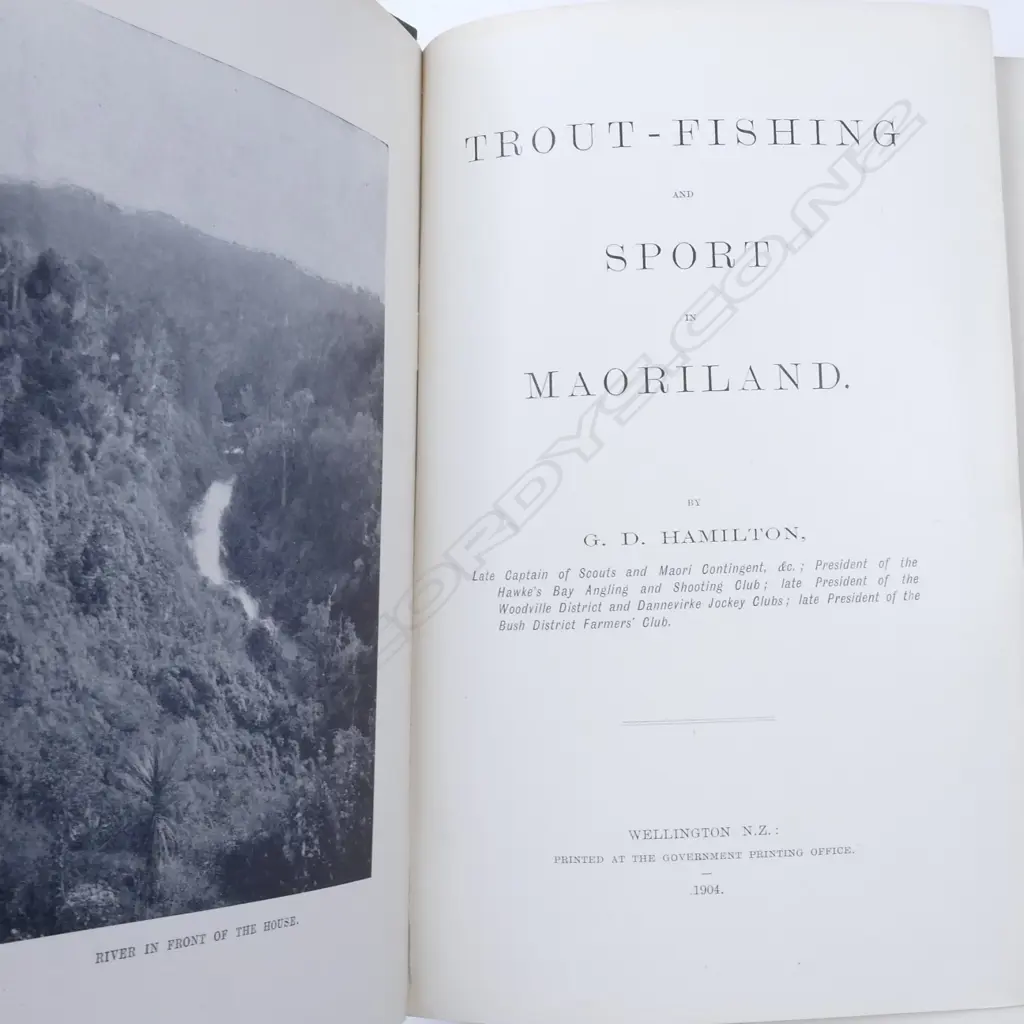 RIVER IN FRONT OF THE HOUSE.
TROUT-FISHING
AND
SPORT
IN
MAORILAND.
BY
G. D. HAMILTON,
Late Captain of Scouts and Maori Contingent, &c.; President of the
Hawke's Bay Angling and Shooting Club; late President of the
Woodville District and Dannevirke Jockey Clubs; late President of the
Bush District Farmers' Club.
WELLINGTON N.Z.:
PRINTED AT THE GOVERNMENT PRINTING OFFICE.
1904.
CORDYS.CO.NZ